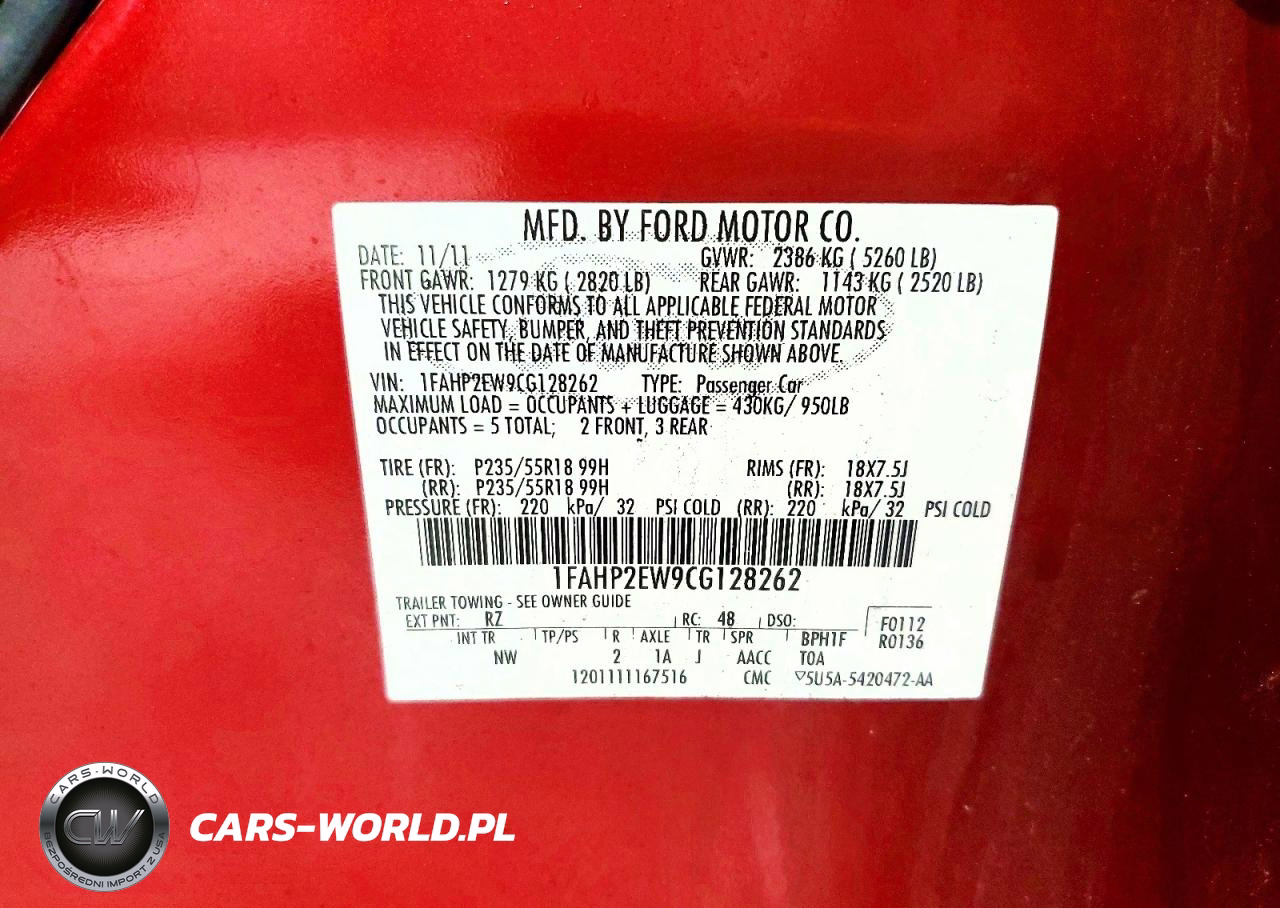 MFD. BY FORD MOTOR CO.
DATE: 11/11 GVWR: 2386 KG ( 5260 LB)
FRONT GAWR: 1279 KG ( 2820 LB) REAR GAWR: 1143 KG ( 2520 LB)
THIS VEHICLE CONFORMS TO ALL APPLICABLE FEDERAL MOTOR
VEHICLE SAFETY, BUMPER, AND THEFT PREVENTION STANDARDS
IN EFFECT ON THE DATE OF MANUFACTURE SHOWN ABOVE.
VIN: 1FAHP2EW9CG128262 TYPE: Passenger Car
MAXIMUM LOAD = OCCUPANTS + LUGGAGE = 430KG/ 950LB
OCCUPANTS = 5 TOTAL; 2 FRONT, 3 REAR
TIRE (FR): P235/55R18 99H RIMS (FR): 18X7.5J
(RR): P235/55R18 99H (RR): 18X7.5J
PRESSURE (FR): 220 kPa/ 32 PSI COLD (RR): 220 kPa/ 32 PSI COLD
1FAHP2EW9CG128262
TRAILER TOWING - SEE OWNER GUIDE
EXT PNT: RZ RC: 48 DSO: F0112
INT TR TP/PS R AXLE TR SPR BPH1F R0136
NW 2 1A J AACC TOA
1201111167516 CMC ▽5U5A-5420472-AA
CARS-WORLD
CW
BEZPOŚREDNI IMPORT Z USA
CARS-WORLD.PL